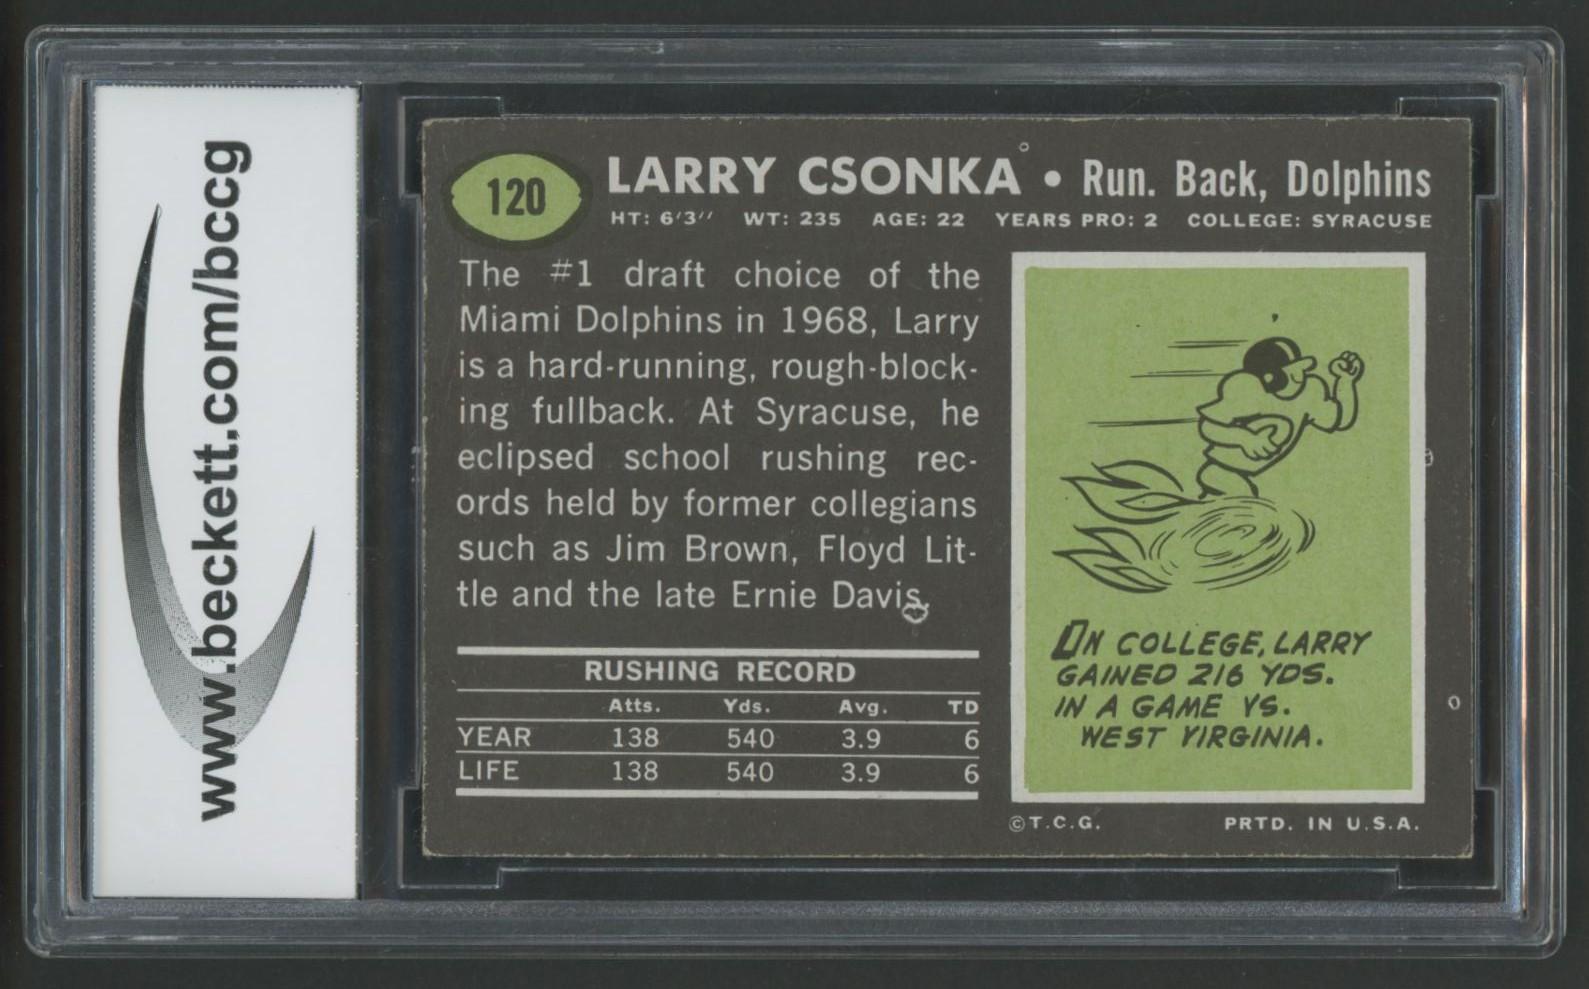 www.beckett.com/bccg
120
LARRY CSONKA • Run. Back, Dolphins
HT: 6'3'' WT: 235 AGE: 22 YEARS PRO: 2 COLLEGE: SYRACUSE
The #1 draft choice of the
Miami Dolphins in 1968, Larry
is a hard-running, rough-block-
ing fullback. At Syracuse, he
eclipsed school rushing rec-
ords held by former collegians
such as Jim Brown, Floyd Lit-
tle and the late Ernie Davis.
RUSHING RECORD
Atts. Yds. Avg. TD
YEAR 138 540 3.9 6
LIFE 138 540 3.9 6
IN COLLEGE, LARRY
GAINED 216 YDS.
IN A GAME VS.
WEST VIRGINIA.
©T.C.G. PRTD. IN U.S.A.